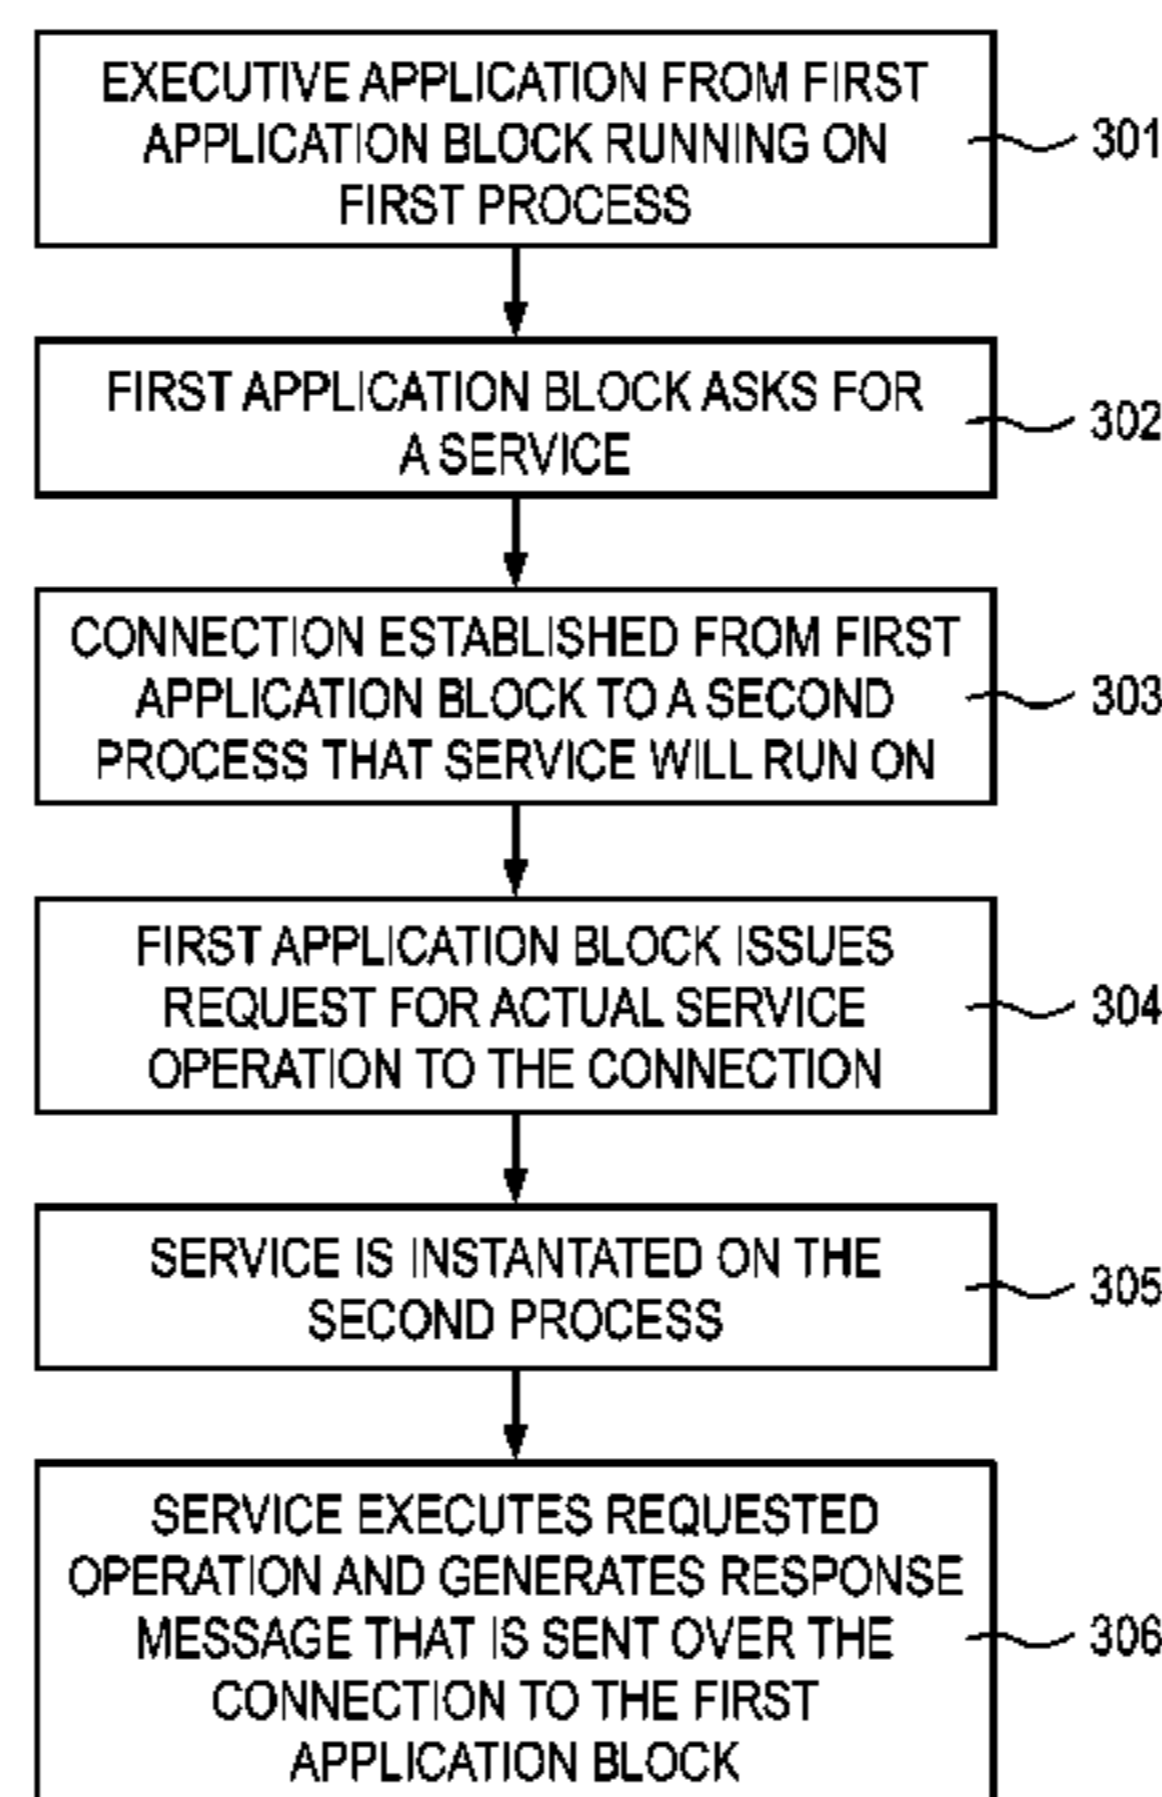 EXECUTIVE APPLICATION FROM FIRST
APPLICATION BLOCK RUNNING ON
FIRST PROCESS
301
FIRST APPLICATION BLOCK ASKS FOR
A SERVICE
302
CONNECTION ESTABLISHED FROM FIRST
APPLICATION BLOCK TO A SECOND
PROCESS THAT SERVICE WILL RUN ON
303
FIRST APPLICATION BLOCK ISSUES
REQUEST FOR ACTUAL SERVICE
OPERATION TO THE CONNECTION
304
SERVICE IS INSTANTATED ON THE
SECOND PROCESS
305
SERVICE EXECUTES REQUESTED
OPERATION AND GENERATES RESPONSE
MESSAGE THAT IS SENT OVER THE
CONNECTION TO THE FIRST
APPLICATION BLOCK
306